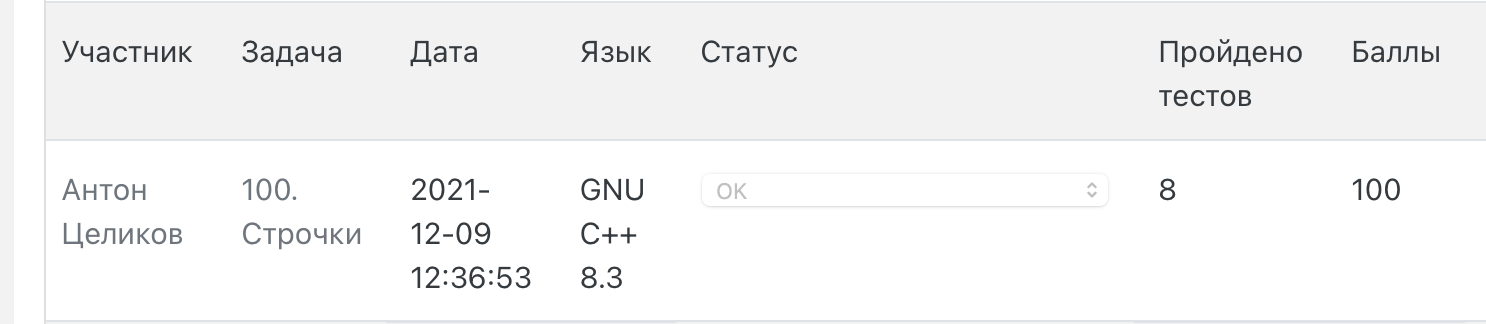 Участник Задача Дата Язык Статус Пройдено Баллы
тестов
Антон 100. 2021- GNU OK 8 100
Целиков Строчки 12-09 C++
12:36:53 8.3